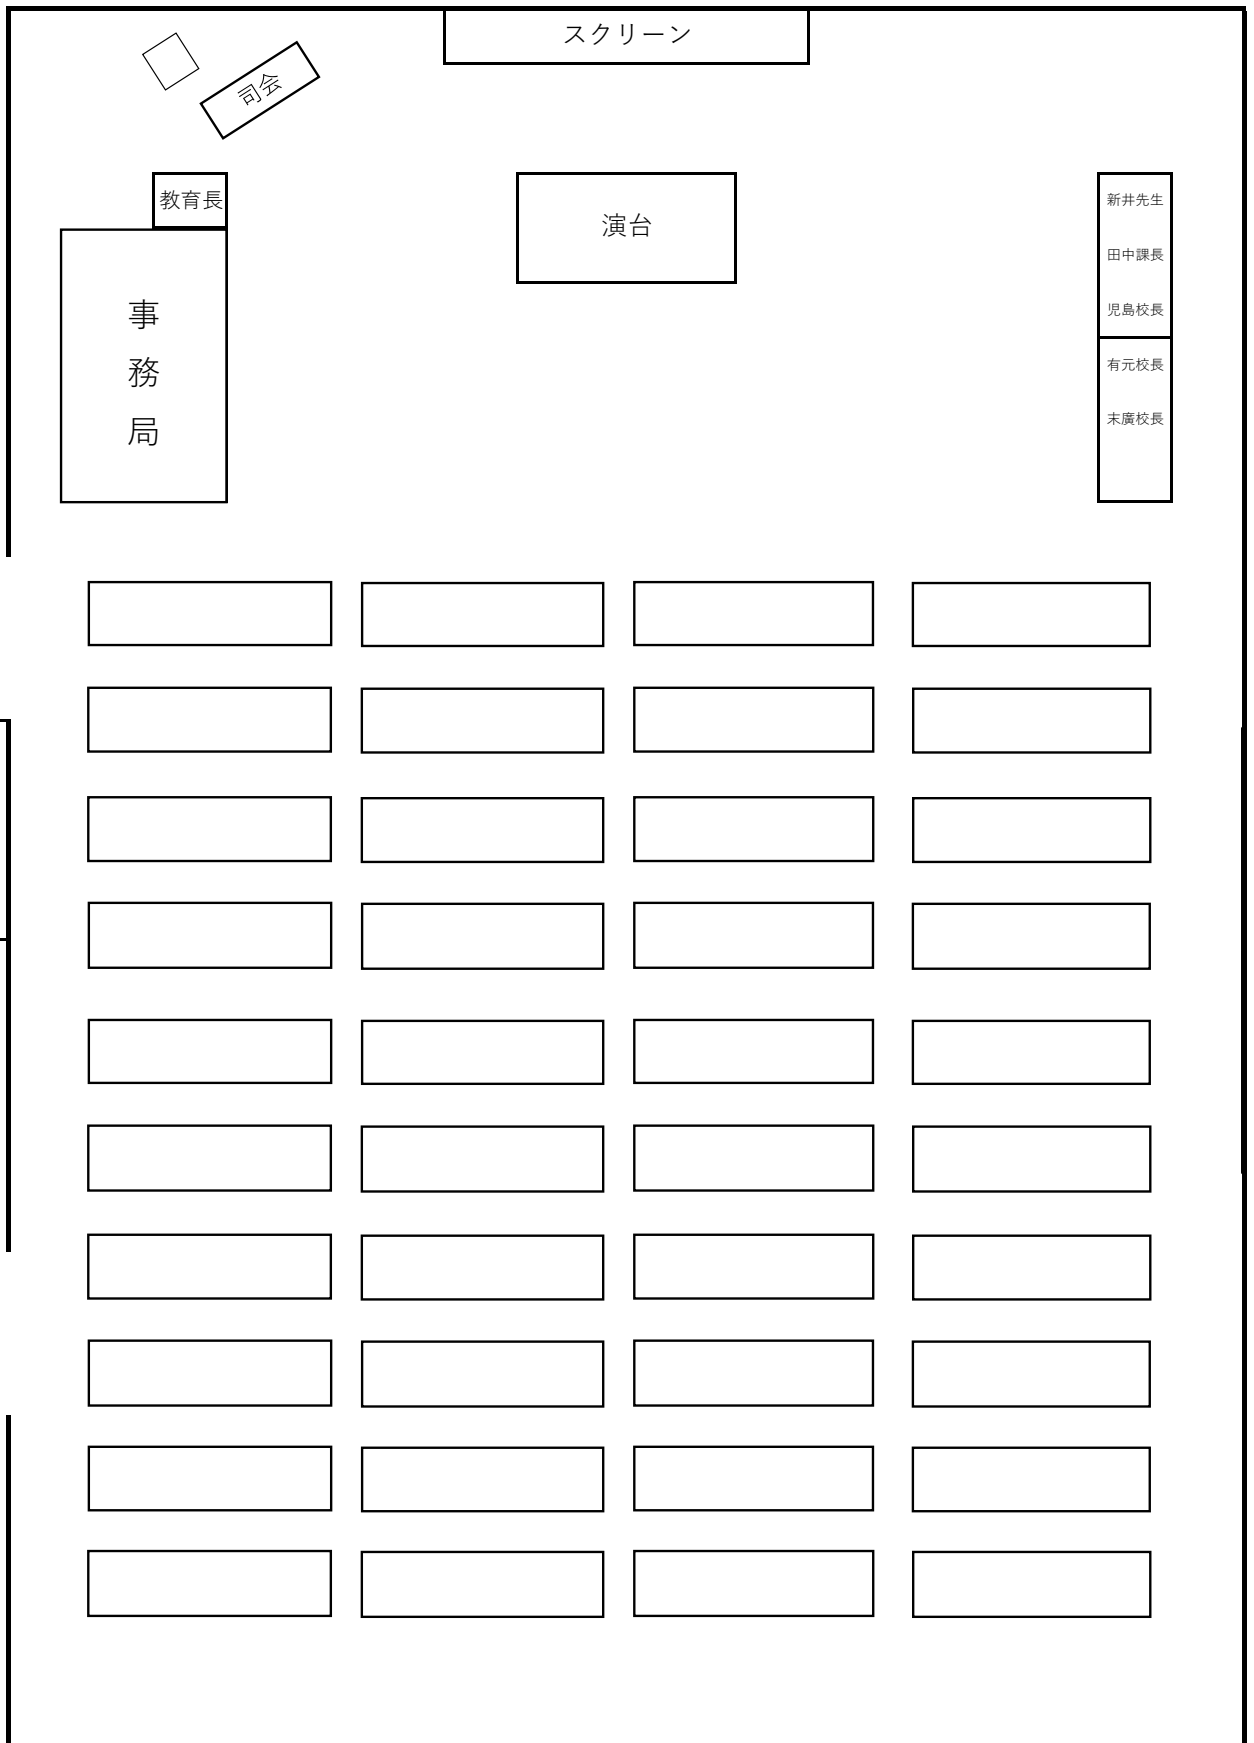 スクリーン
司会
教育長
演台
新井先生
田中課長
児島校長
有元校長
末廣校長
事
務
局